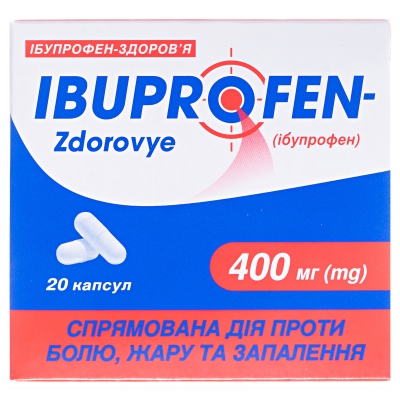 ІБУПРОФЕН-ЗДОРОВ'Я
IBUPROFEN-
Zdorovye
(ібупрофен)
400 мг (mg)
20 капсул
СПРЯМОВАНА ДІЯ ПРОТИ
БОЛЮ, ЖАРУ ТА ЗАПАЛЕННЯ